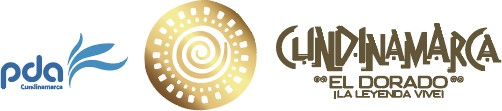 pda
Cundinamarca
CUNDINAMARCA
EL DORADO
¡LA LEYENDA VIVE!